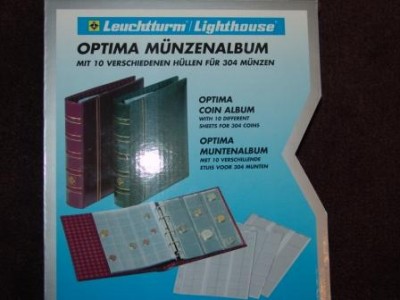 Leuchtturm | Lighthouse
OPTIMA MÜNZENALBUM
MIT 10 VERSCHIEDENEN HÜLLEN FÜR 304 MÜNZEN
OPTIMA
COIN ALBUM
WITH 10 DIFFERENT
SHEETS FOR 304 COINS
OPTIMA
MUNTENALBUM
MET 10 VERSCHILLENDE
ETUIS VOOR 304 MUNTEN